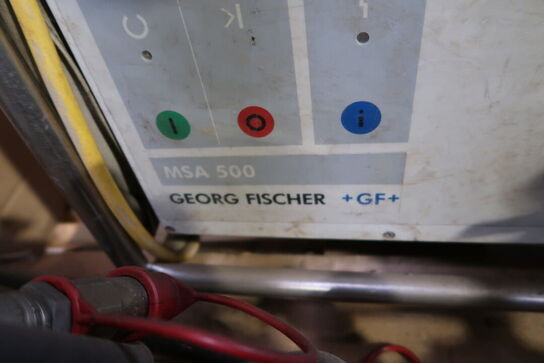 I O i
MSA 500
GEORG FISCHER +GF+